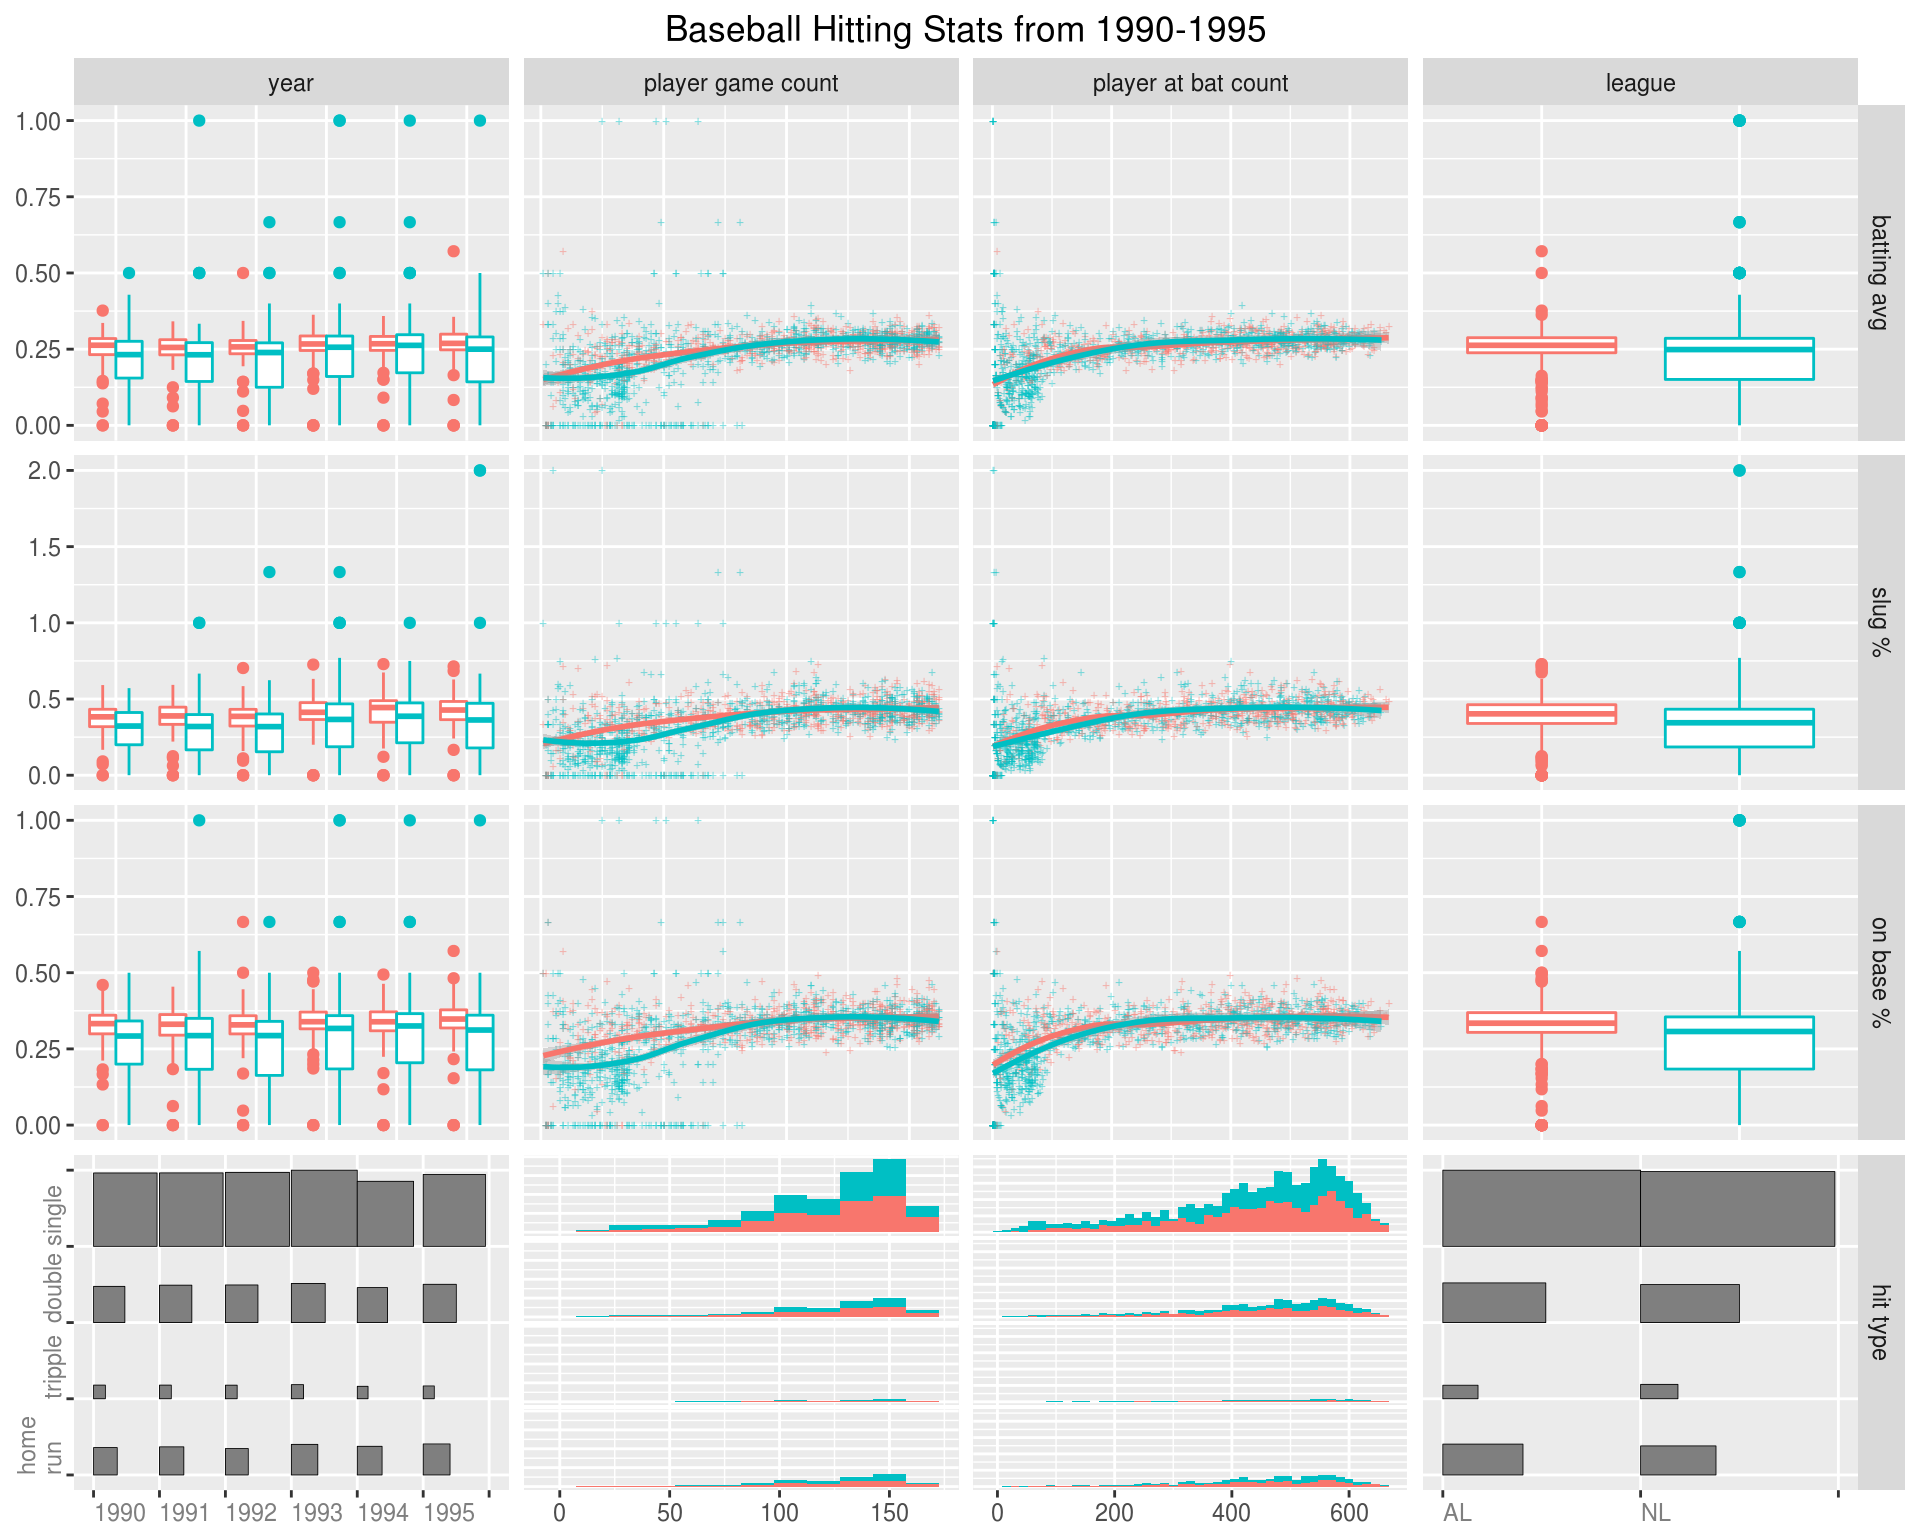 Baseball Hitting Stats from 1990-1995
year
player game count
player at bat count
league
1.00
0.75
0.50
0.25
0.00
batting avg
2.0
1.5
1.0
0.5
0.0
slug %
1.00
0.75
0.50
0.25
0.00
on base %
single
double
tripple
home
run
hit type
1990 1991 1992 1993 1994 1995
0 50 100 150
0 200 400 600
AL NL